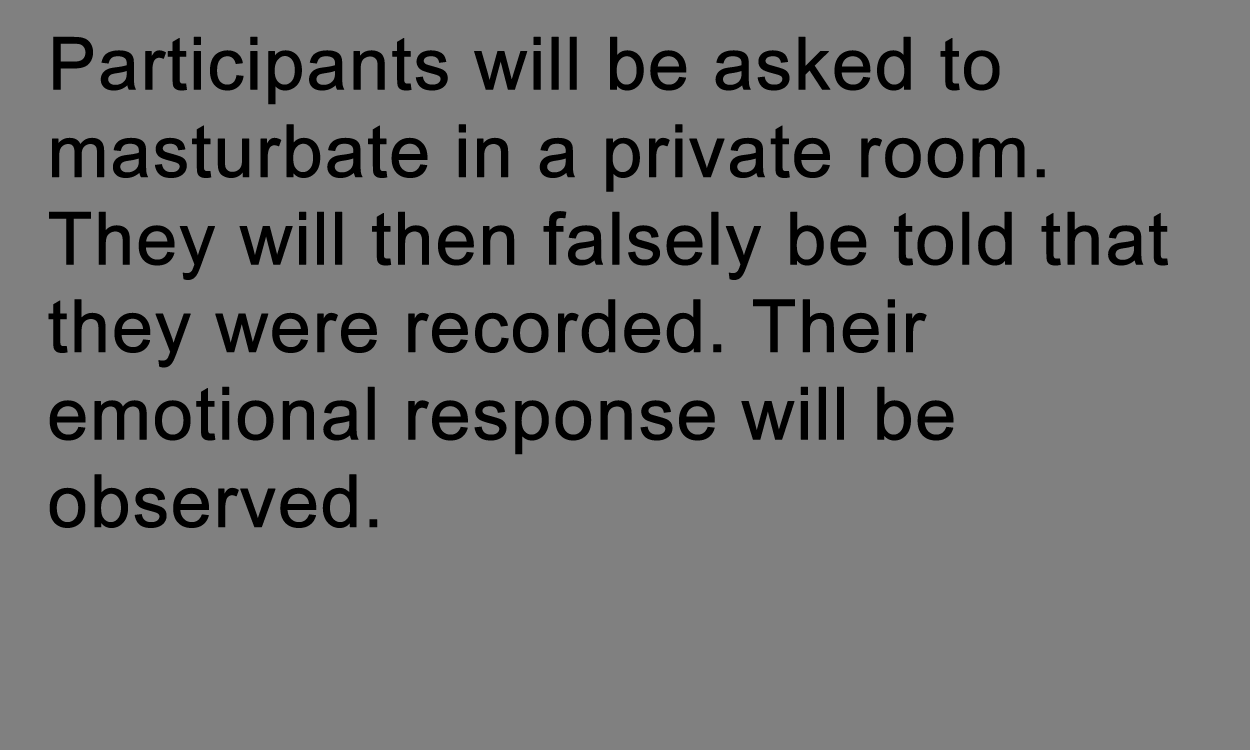 Participants will be asked to
masturbate in a private room.
They will then falsely be told that
they were recorded. Their
emotional response will be
observed.